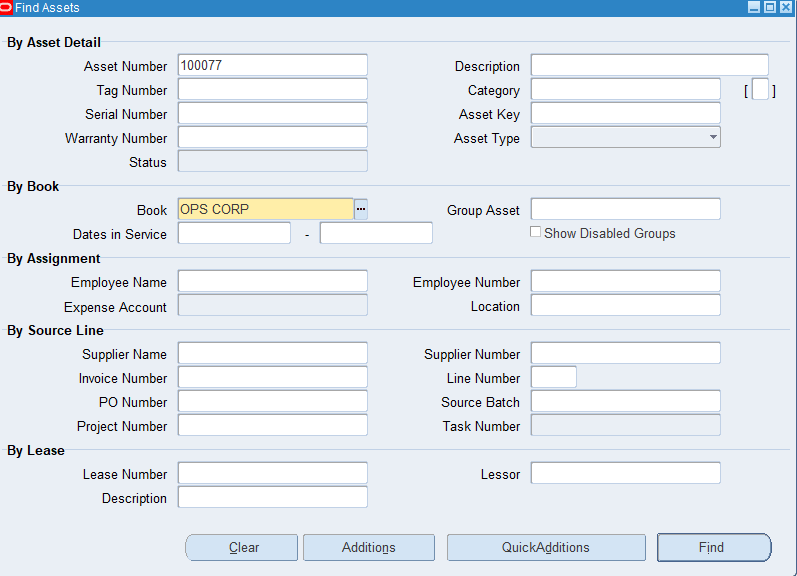 Find Assets
By Asset Detail
Asset Number 100077 Description
Tag Number Category [ ]
Serial Number Asset Key
Warranty Number Asset Type
Status
By Book
Book OPS CORP ... Group Asset
Dates in Service - Show Disabled Groups
By Assignment
Employee Name Employee Number
Expense Account Location
By Source Line
Supplier Name Supplier Number
Invoice Number Line Number
PO Number Source Batch
Project Number Task Number
By Lease
Lease Number Lessor
Description
Clear Additions QuickAdditions Find